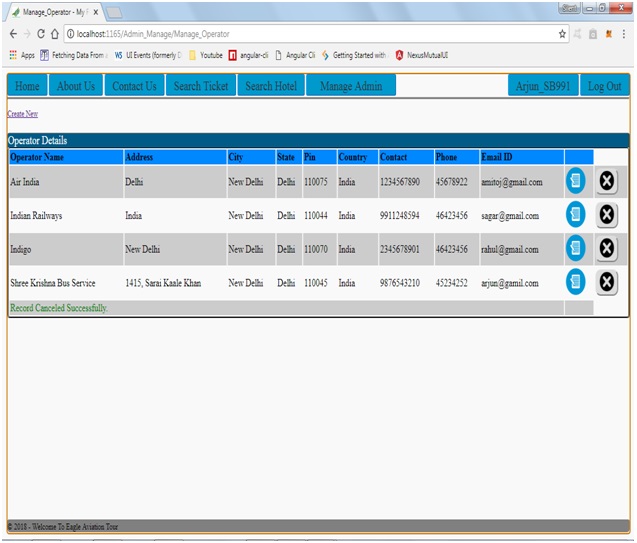 Manage_Operator - My F
localhost:1165/Admin_Manage/Manage_Operator
Apps Fetching Data From A W5 UI Events (formerly D Youtube angular-cli Angular Cli Getting Started with NexusMutualUI
Home About Us Contact Us Search Ticket Search Hotel Manage Admin Arjun_SB991 Log Out
Create New
Operator Details
Operator Name Address City State Pin Country Contact Phone Email ID
Air India Delhi New Delhi Delhi 110075 India 1234567890 45678922 amitoj@gmail.com
Indian Railways India New Delhi Delhi 110044 India 9911248594 46423456 sagar@gmail.com
Indigo New Delhi New Delhi Delhi 110070 India 2345678901 46423456 rahul@gmail.com
Shree Krishna Bus Service 1415, Sarai Kaale Khan New Delhi Delhi 110045 India 9876543210 45234252 arjun@gamil.com
Record Canceled Successfully.
© 2018 - Welcome To Eagle Aviation Tour